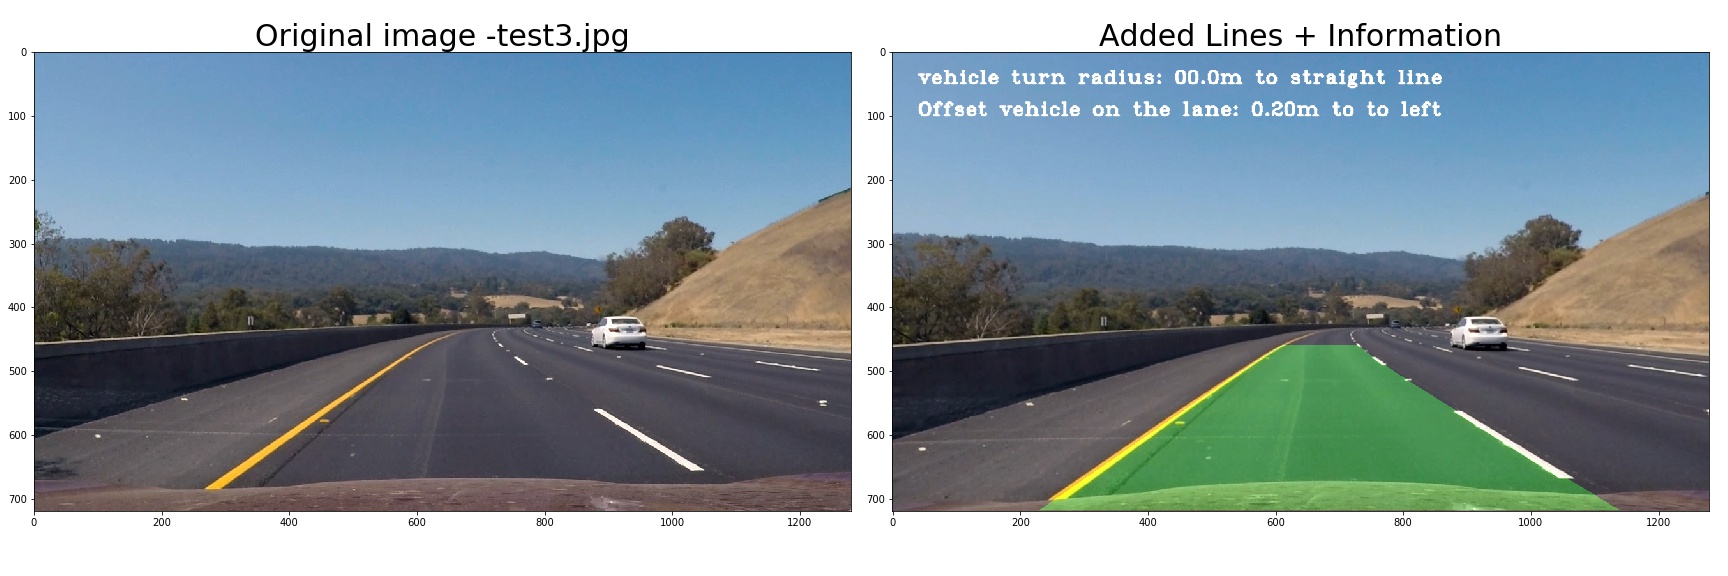 Original image -test3.jpg
Added Lines + Information
0
100
200
300
400
500
600
700
0 200 400 600 800 1000 1200
0
100
200
300
400
500
600
700
0 200 400 600 800 1000 1200
vehicle turn radius: 00.0m to straight line
Offset vehicle on the lane: 0.20m to to left